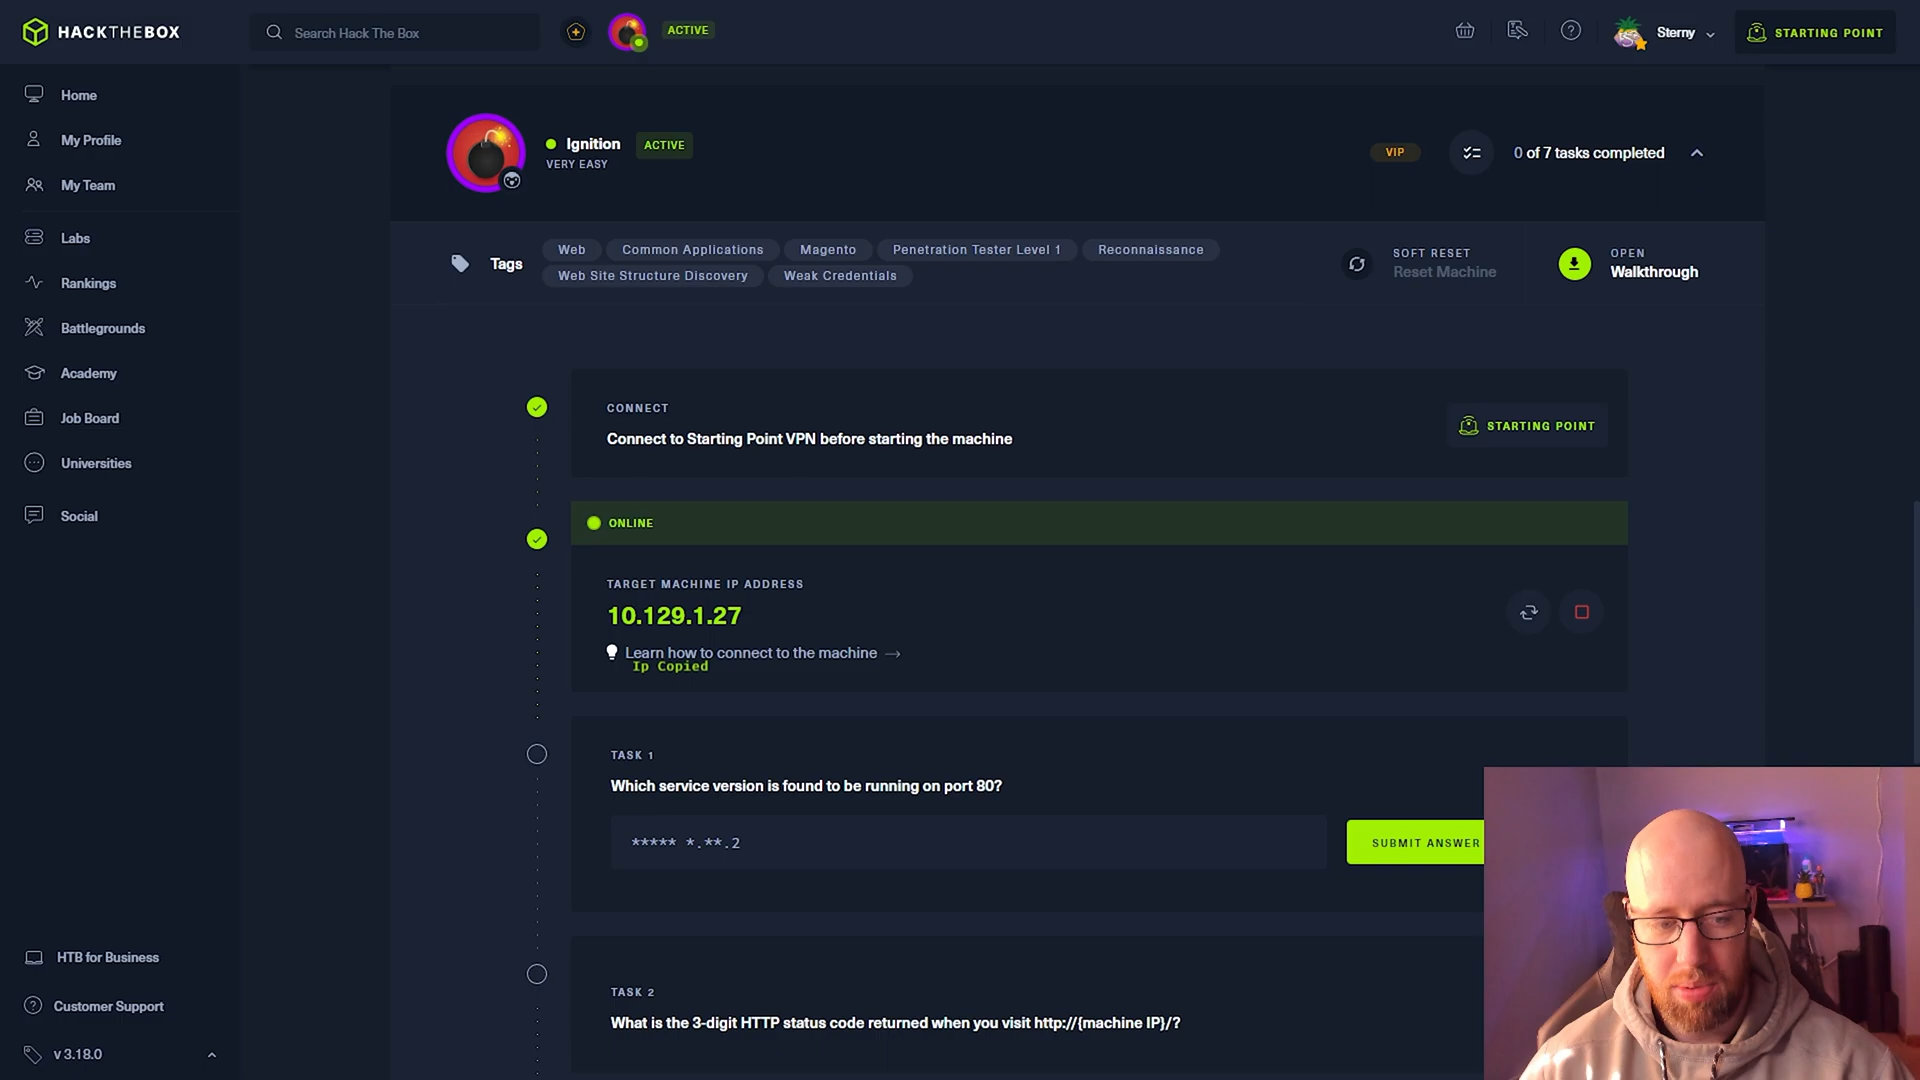 HACKTHEBOX
Search Hack The Box
ACTIVE
Sterny
STARTING POINT
Home
My Profile
My Team
Labs
Rankings
Battlegrounds
Academy
Job Board
Universities
Social
HTB for Business
Customer Support
v 3.18.0
Ignition
ACTIVE
VERY EASY
VIP
0 of 7 tasks completed
Tags
Web
Common Applications
Magento
Penetration Tester Level 1
Reconnaissance
Web Site Structure Discovery
Weak Credentials
SOFT RESET
Reset Machine
OPEN
Walkthrough
CONNECT
Connect to Starting Point VPN before starting the machine
STARTING POINT
ONLINE
TARGET MACHINE IP ADDRESS
10.129.1.27
Learn how to connect to the machine →
Ip Copied
TASK 1
Which service version is found to be running on port 80?
***** *.**.2
SUBMIT ANSWER
TASK 2
What is the 3-digit HTTP status code returned when you visit http://{machine IP}/?